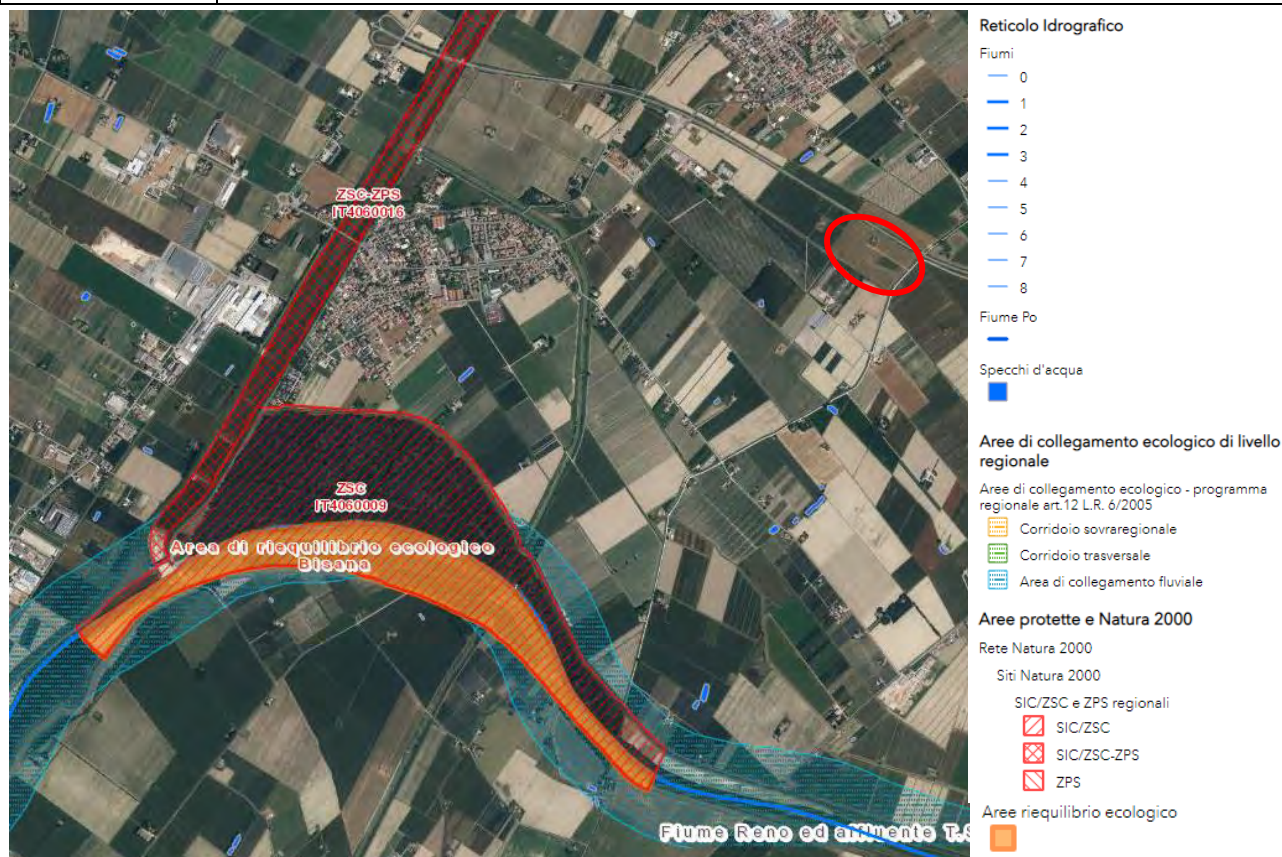 ZSC-ZPS
IT4060016
ZSC
IT4060009
Area di riequilibrio ecologico
Bisana
Fiume Reno ed affluente T.S
Reticolo Idrografico
Fiumi
0
1
2
3
4
5
6
7
8
Fiume Po
Specchi d'acqua
Aree di collegamento ecologico di livello
regionale
Aree di collegamento ecologico - programma
regionale art.12 L.R. 6/2005
Corridoio sovraregionale
Corridoio trasversale
Area di collegamento fluviale
Aree protette e Natura 2000
Rete Natura 2000
Siti Natura 2000
SIC/ZSC e ZPS regionali
SIC/ZSC
SIC/ZSC-ZPS
ZPS
Aree riequilibrio ecologico